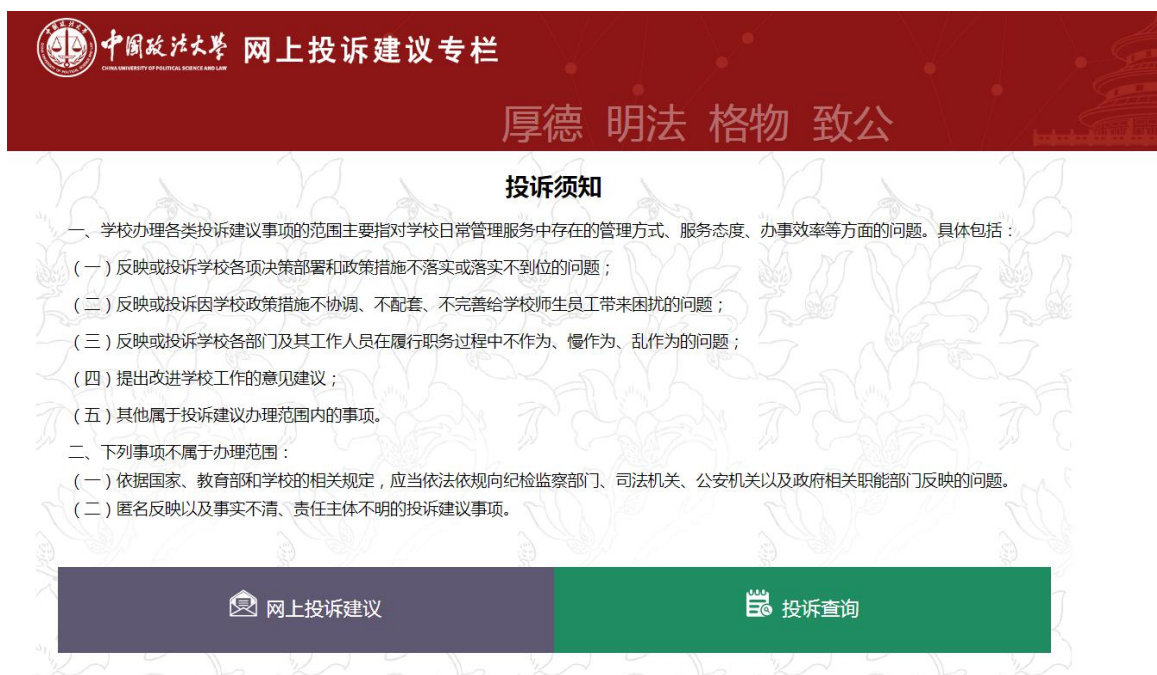 中国政法大学 网上投诉建议专栏
CHINA UNIVERSITY OF POLITICAL SCIENCE AND LAW
厚德 明法 格物 致公
投诉须知
一、学校办理各类投诉建议事项的范围主要指对学校日常管理服务中存在的管理方式、服务态度、办事效率等方面的问题。具体包括：
（一）反映或投诉学校各项决策部署和政策措施不落实或落实不到位的问题；
（二）反映或投诉因学校政策措施不协调、不配套、不完善给学校师生员工带来困扰的问题；
（三）反映或投诉学校各部门及其工作人员在履行职务过程中不作为、慢作为、乱作为的问题；
（四）提出改进学校工作的意见建议；
（五）其他属于投诉建议办理范围内的事项。
二、下列事项不属于办理范围：
（一）依据国家、教育部和学校的相关规定，应当依法依规向纪检监察部门、司法机关、公安机关以及政府相关职能部门反映的问题。
（二）匿名反映以及事实不清、责任主体不明的投诉建议事项。
网上投诉建议
投诉查询